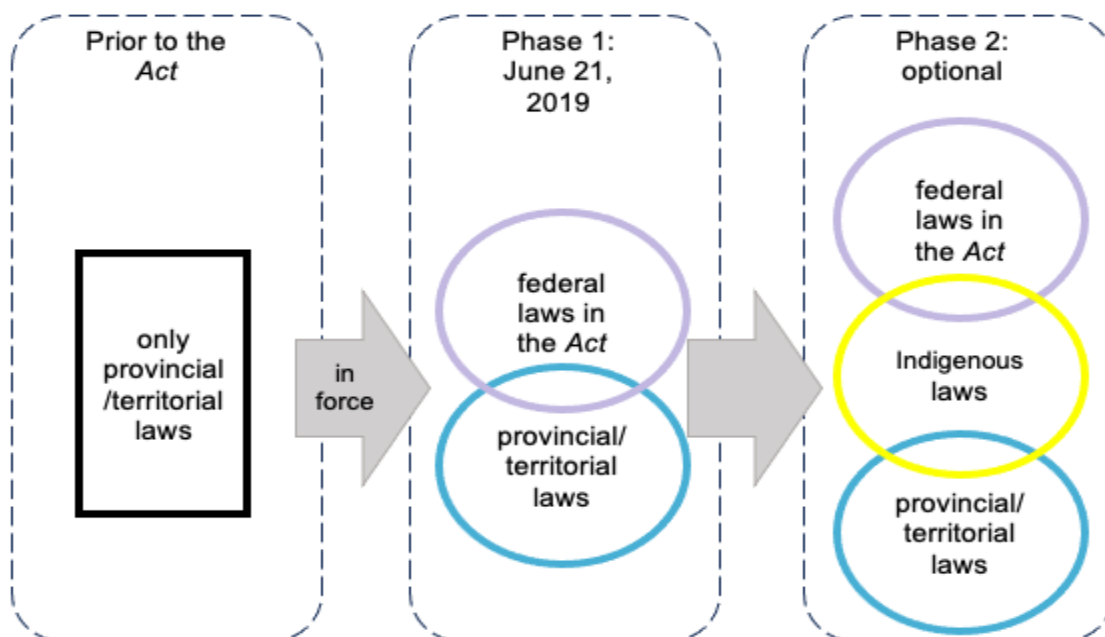 Prior to the
Act
only
provincial
/territorial
laws
in
force
Phase 1:
June 21,
2019
federal
laws in
the Act
provincial/
territorial
laws
Phase 2:
optional
federal
laws in
the Act
Indigenous
laws
provincial/
territorial
laws